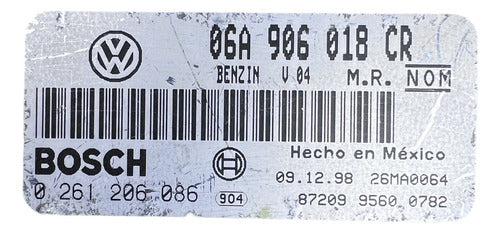 06A 906 018 CR
BENZIN V 04 M.R. NOM
BOSCH
Hecho en México
0 261 206 086
904
09.12.98 26MA0064
87209 9560 0782